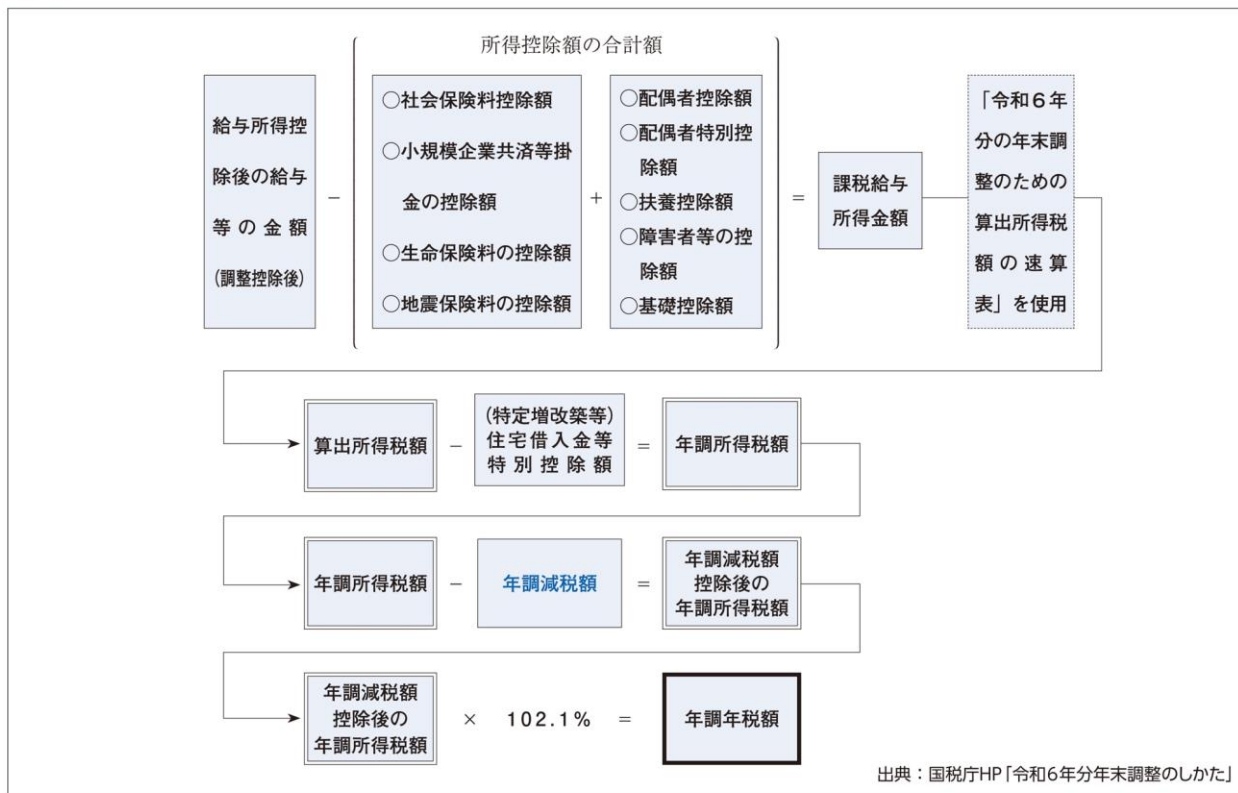 所得控除額の合計額
給与所得控
除後の給与
等の金額
(調整控除後)
−
○社会保険料控除額
○小規模企業共済等掛
金の控除額
○生命保険料の控除額
○地震保険料の控除額
+
○配偶者控除額
○配偶者特別控
除額
○扶養控除額
○障害者等の控
除額
○基礎控除額
=
課税給与
所得金額
「令和6年
分の年末調
整のための
算出所得税
額の速算
表」を使用
算出所得税額
−
(特定増改築等)
住宅借入金等
特別控除額
=
年調所得税額
年調所得税額
−
年調減税額
=
年調減税額
控除後の
年調所得税額
年調減税額
控除後の
年調所得税額
×
102.1%
=
年調年税額
出典:国税庁HP「令和6年分年末調整のしかた」